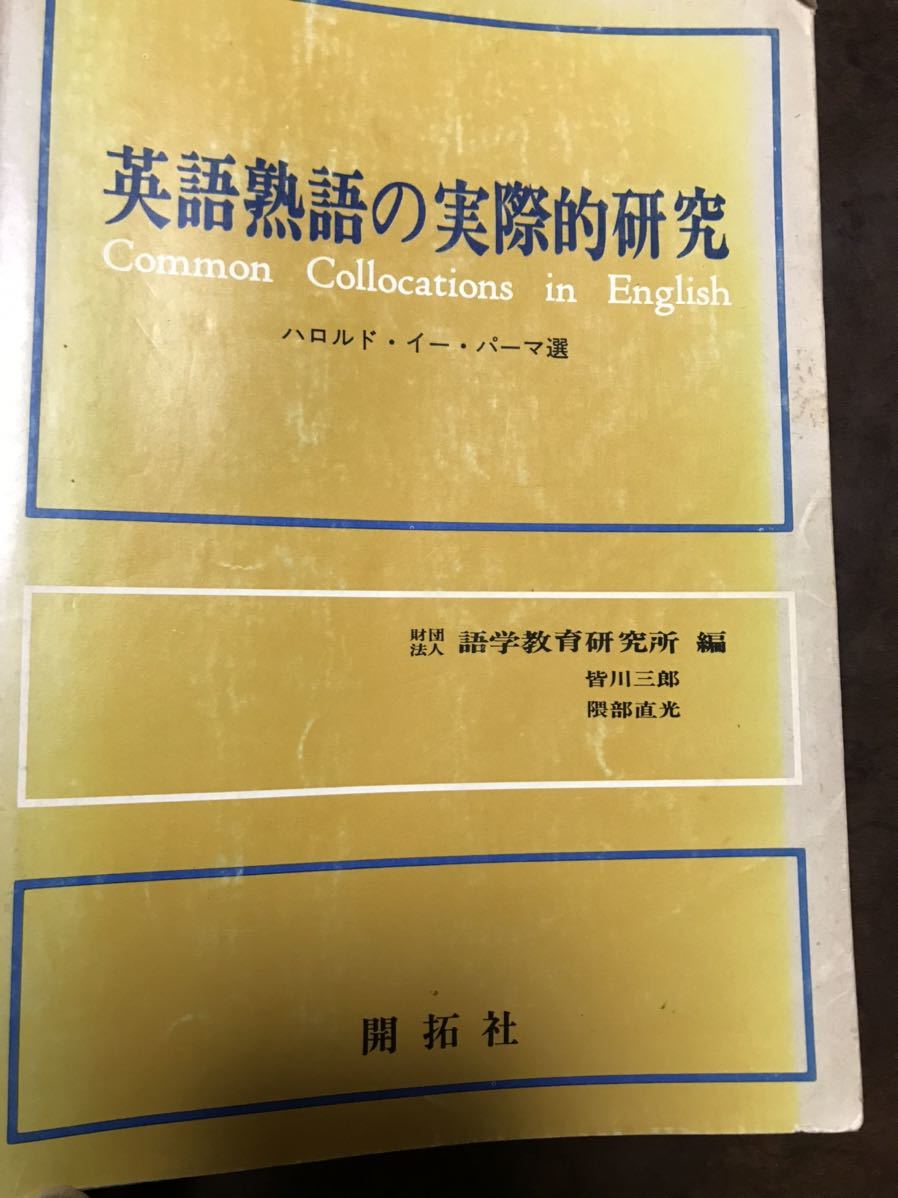 英語熟語の実際的研究
Common Collocations in English
ハロルド・イー・パーマ選
財団法人 語学教育研究所 編
皆川三郎
隈部直光
開拓社